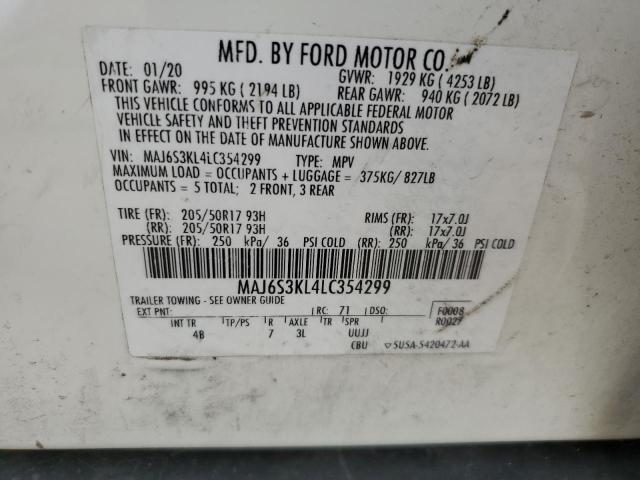 MFD. BY FORD MOTOR CO.
DATE: 01/20 GVWR: 1929 KG ( 4253 LB)
FRONT GAWR: 995 KG ( 2194 LB) REAR GAWR: 940 KG ( 2072 LB)
THIS VEHICLE CONFORMS TO ALL APPLICABLE FEDERAL MOTOR
VEHICLE SAFETY AND THEFT PREVENTION STANDARDS
IN EFFECT ON THE DATE OF MANUFACTURE SHOWN ABOVE.
VIN: MAJ6S3KL4LC354299 TYPE: MPV
MAXIMUM LOAD = OCCUPANTS + LUGGAGE = 375KG/ 827LB
OCCUPANTS = 5 TOTAL; 2 FRONT, 3 REAR
TIRE (FR): 205/50R17 93H RIMS (FR): 17x7.0J
(RR): 205/50R17 93H (RR): 17x7.0J
PRESSURE (FR): 250 kPa/ 36 PSI COLD (RR): 250 kPa/ 36 PSI COLD
MAJ6S3KL4LC354299
TRAILER TOWING - SEE OWNER GUIDE
EXT PNT: RC: 71 DSO: F0008
R0027
INT TR TP/PS R AXLE TR SPR
4B 7 3L UUJJ
CBU 5U5A-5420472-AA